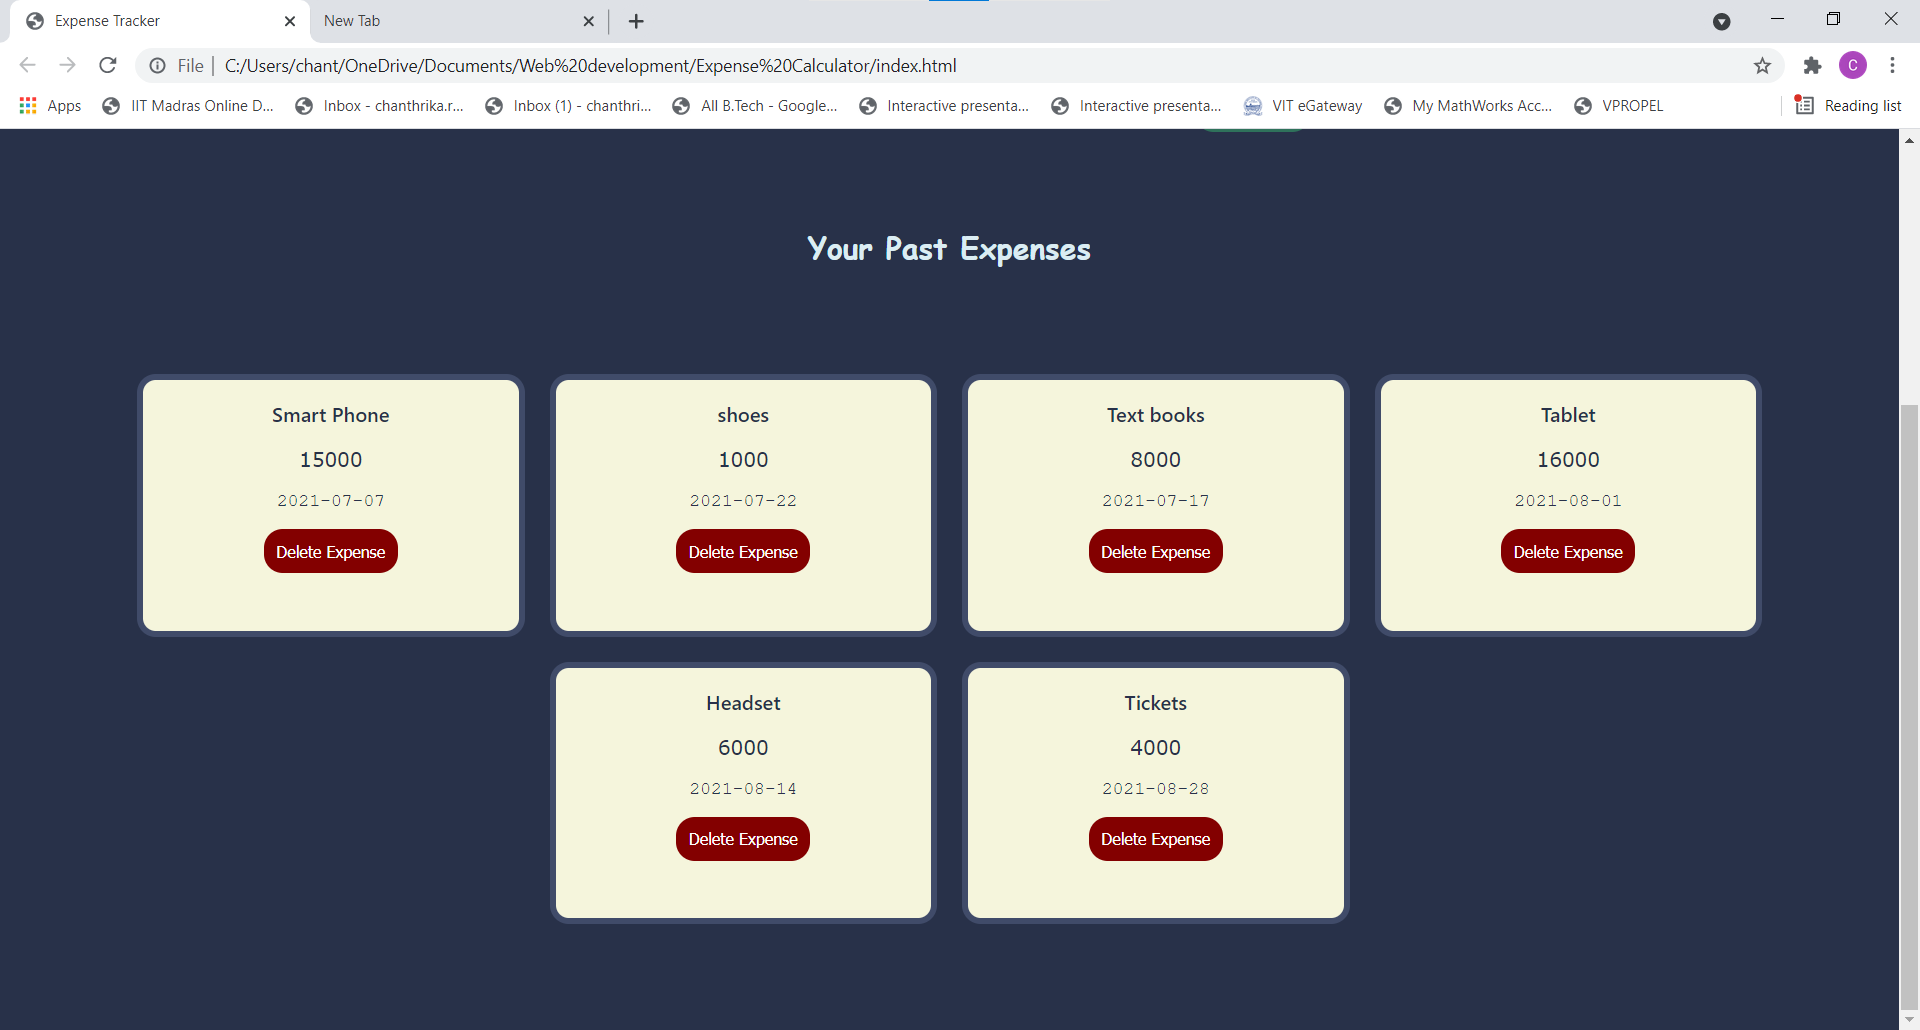 Expense Tracker
New Tab
File
C:/Users/chant/OneDrive/Documents/Web%20development/Expense%20Calculator/index.html
C
Apps
IIT Madras Online D...
Inbox - chanthrika.r...
Inbox (1) - chanthri...
All B.Tech - Google...
Interactive presenta...
Interactive presenta...
VIT eGateway
My MathWorks Acc...
VPROPEL
Reading list
Your Past Expenses
Smart Phone
15000
2021-07-07
Delete Expense
shoes
1000
2021-07-22
Delete Expense
Text books
8000
2021-07-17
Delete Expense
Tablet
16000
2021-08-01
Delete Expense
Headset
6000
2021-08-14
Delete Expense
Tickets
4000
2021-08-28
Delete Expense